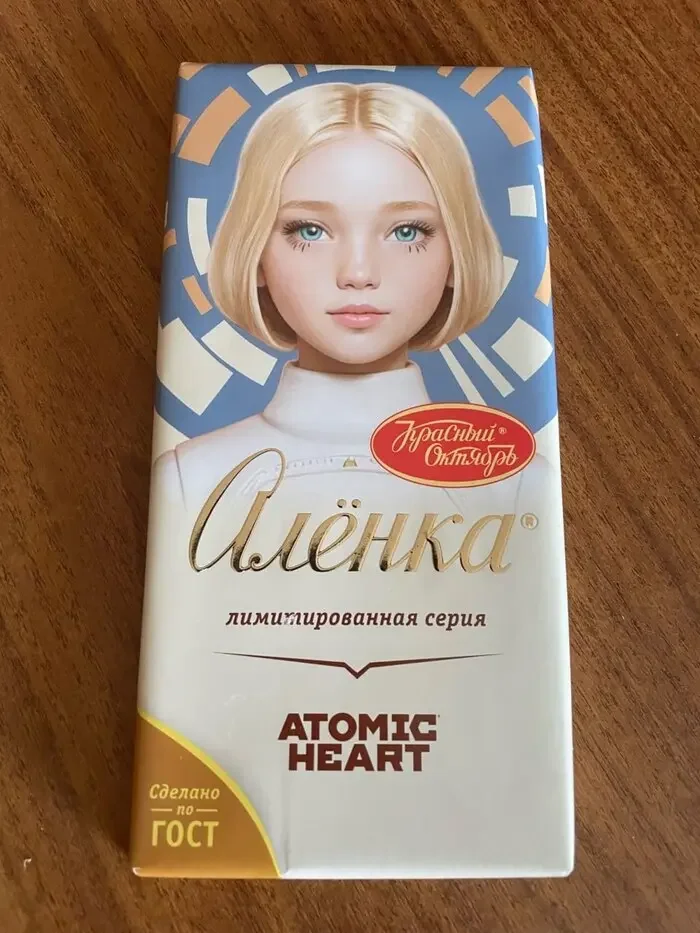 Красный®
Октябрь
Алёнка®
лимитированная серия
ATOMIC
HEART
Сделано
по
ГОСТ